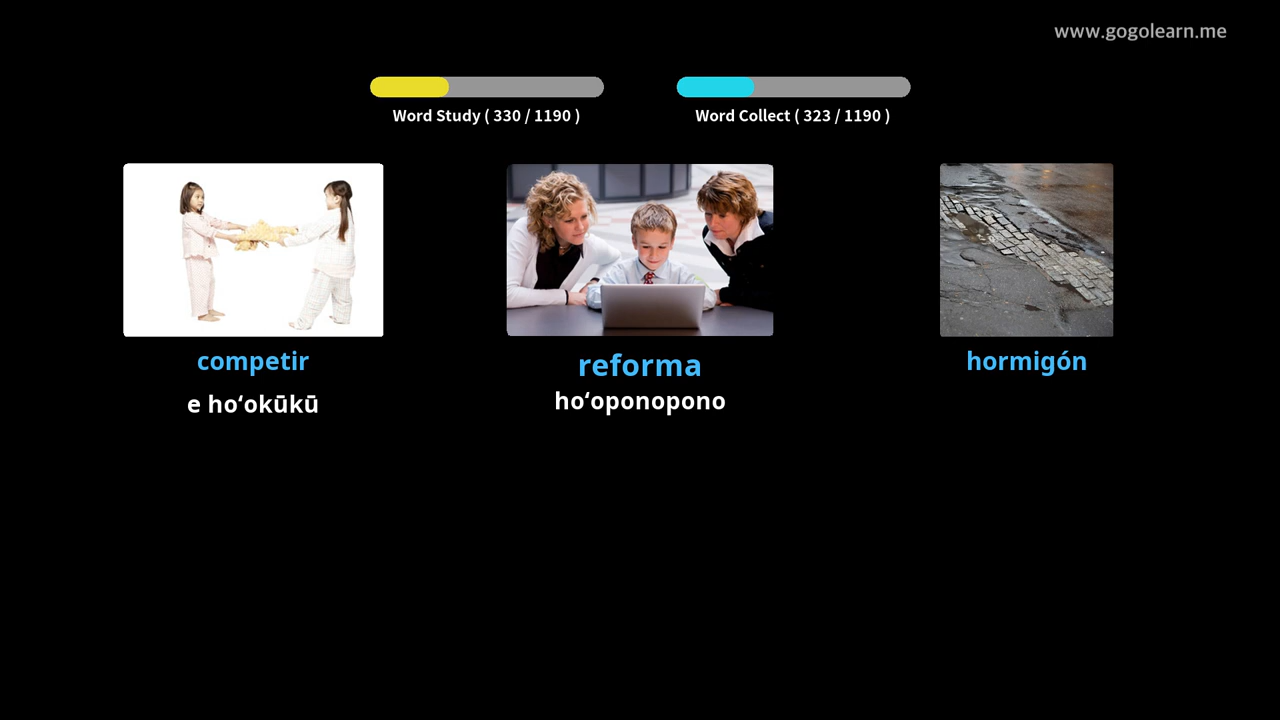 www.gogolearn.me
Word Study ( 330 / 1190 )
Word Collect ( 323 / 1190 )
competir
e hoʻokūkū
reforma
hoʻoponopono
hormigón